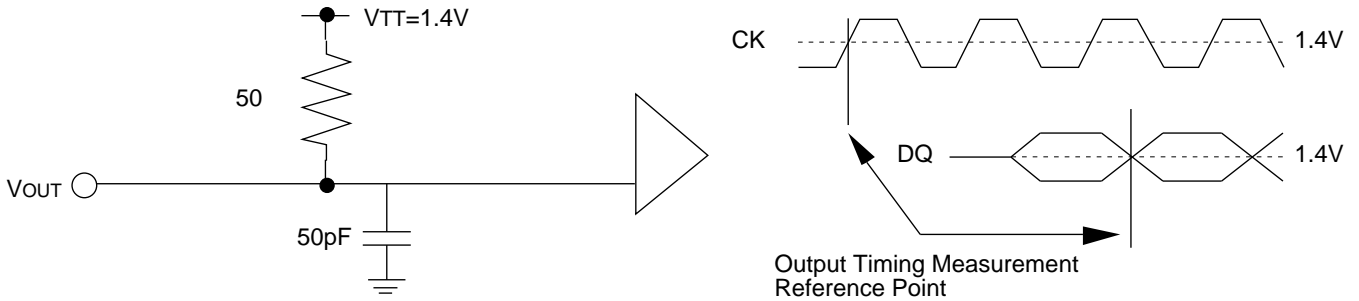 VTT=1.4V
50
VOUT
50pF
CK
1.4V
DQ
1.4V
Output Timing Measurement
Reference Point